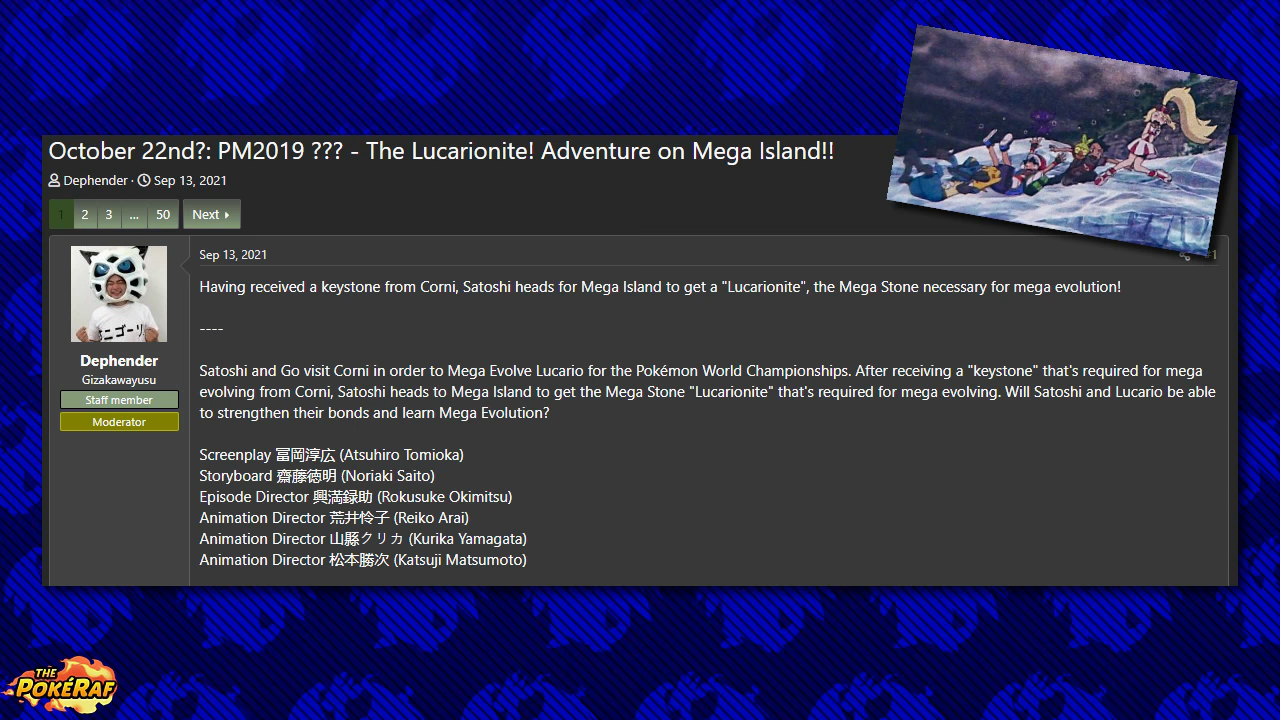 October 22nd?: PM2019 ??? - The Lucarionite! Adventure on Mega Island!!
Dephender · Sep 13, 2021
1 2 3 ... 50 Next
Sep 13, 2021
#1
Having received a keystone from Corni, Satoshi heads for Mega Island to get a "Lucarionite", the Mega Stone necessary for mega evolution!
----
Dephender
Gizakawayusu
Staff member
Moderator
Satoshi and Go visit Corni in order to Mega Evolve Lucario for the Pokémon World Championships. After receiving a "keystone" that's required for mega
evolving from Corni, Satoshi heads to Mega Island to get the Mega Stone "Lucarionite" that's required for mega evolving. Will Satoshi and Lucario be able
to strengthen their bonds and learn Mega Evolution?
Screenplay 冨岡淳広 (Atsuhiro Tomioka)
Storyboard 齋藤徳明 (Noriaki Saito)
Episode Director 興満録助 (Rokusuke Okimitsu)
Animation Director 荒井怜子 (Reiko Arai)
Animation Director 山縣クリカ (Kurika Yamagata)
Animation Director 松本勝次 (Katsuji Matsumoto)
THE
POKÉRAF